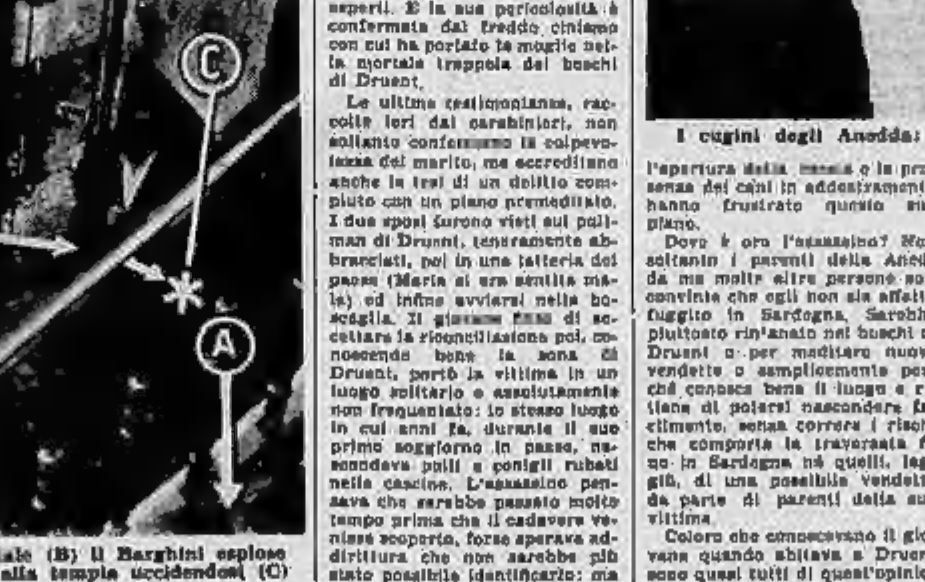 C
A
ale (B) il Barghini esplose
alla tempia uccidendosi (C)
esperti. E la sua pericolosità è
confermata dal freddo cinismo
con cui ha portato la moglie nel-
la mortale trappola dei boschi
di Druent.
Le ultime testimonianze, rac-
colte ieri dai carabinieri, non
soltanto confermano la colpevo-
lezza del marito, ma accreditano
anche la tesi di un delitto com-
piuto con un piano premeditato.
I due sposi furono visti sul pull-
man di Druent, teneramente ab-
bracciati, poi in una latteria del
paese (Maria si era sentita ma-
le) ed infine avviarsi nella bo-
scaglia. Il giovane di ac-
cettare la riconciliazione poi, co-
noscendo bene la zona di
Druent, portò la vittima in un
luogo solitario e assolutamente
non frequentato: lo stesso luogo
in cui anni fa, durante il suo
primo soggiorno in paese, na-
scondeva polli e conigli rubati
nelle cascine. L'assassino pen-
sava che sarebbe passato molto
tempo prima che il cadavere ve-
nisse scoperto, forse sperava ad-
dirittura che non sarebbe più
stato possibile identificarlo: ma
I cugini degli Anedda:
l'apertura della e la pre
senza dei cani in addestrament
hanno frustrato questo su
piano.
Dove è ora l'assassino? No
soltanto i parenti della Aned
da ma molte altre persone so
convinte che egli non sia affatt
fuggito in Sardegna. Sarebb
piuttosto rintanato nei boschi d
Druent o per meditare nuov
vendette o semplicemente per
ché conosce bene il luogo e r
tiene di potersi nascondere fa
cilmente, senza correre i risch
che comporta la traversata f
no in Sardegna né quelli, lag
giù, di una possibile vendett
da parte di parenti della su
vittima.
Coloro che conoscevano il gio
vane quando abitava a Druen
sono quasi tutti di quest'opinio